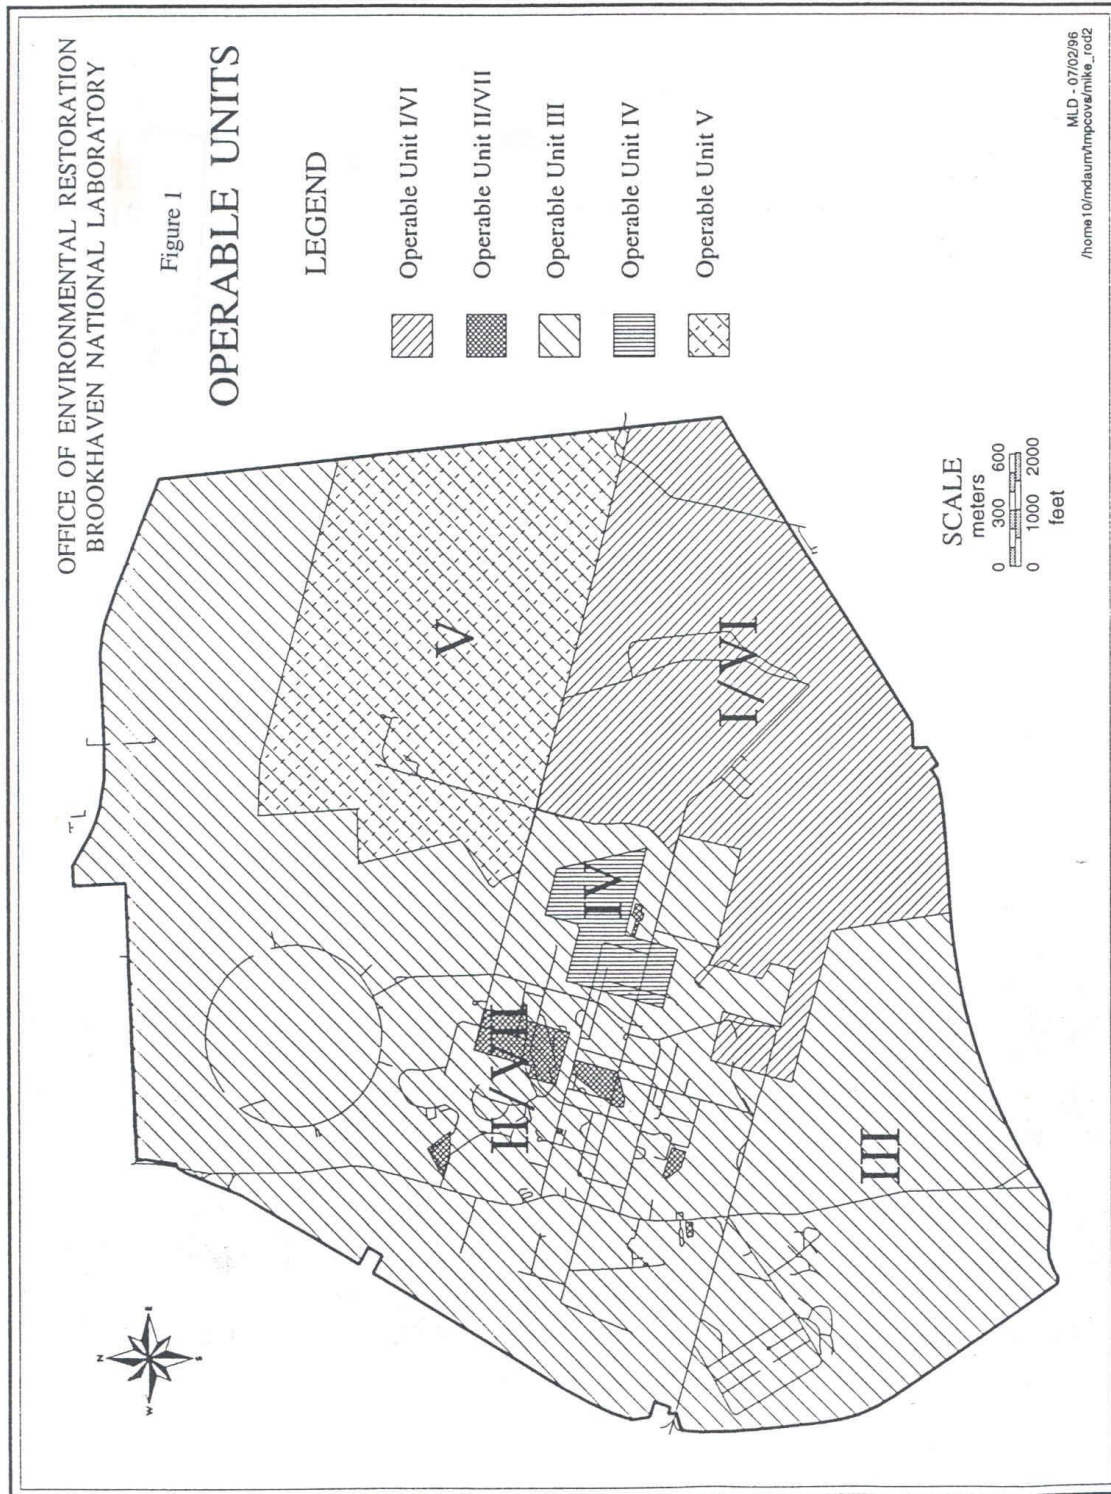 OFFICE OF ENVIRONMENTAL RESTORATION
BROOKHAVEN NATIONAL LABORATORY
Figure 1
OPERABLE UNITS
LEGEND
Operable Unit I/VI
Operable Unit II/VII
Operable Unit III
Operable Unit IV
Operable Unit V
N
W
E
S
V
II/VII
IV
I/VI
III
SCALE
meters
0 300 600
0 1000 2000
feet
MLD - 07/02/96
/home10/mdaum/tmpcovs/mike_rod2